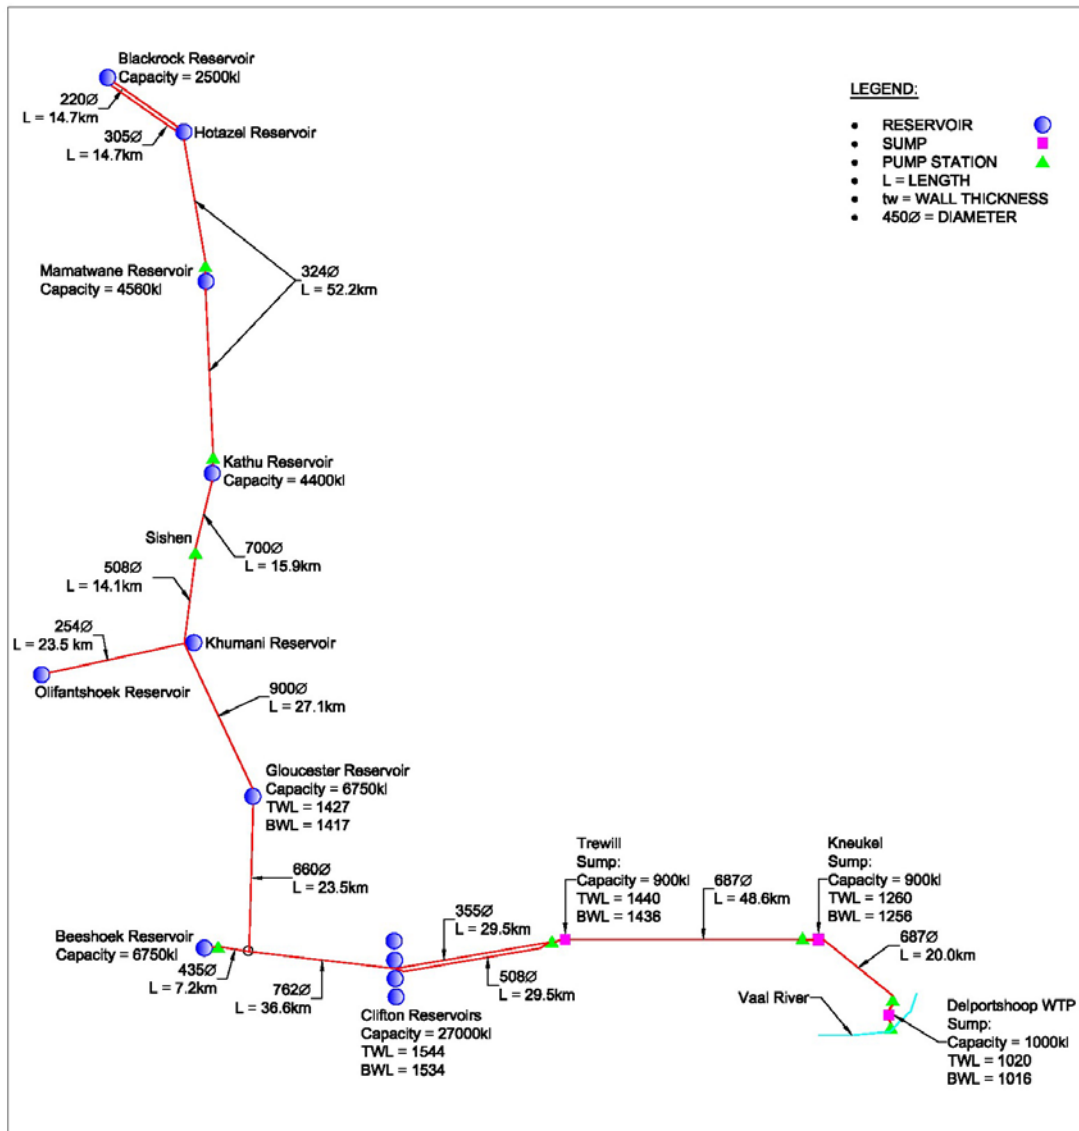 Blackrock Reservoir
Capacity = 2500kl
220Ø
L = 14.7km
305Ø
L = 14.7km
Hotazel Reservoir
LEGEND:
• RESERVOIR
• SUMP
• PUMP STATION
• L = LENGTH
• tw = WALL THICKNESS
• 450Ø = DIAMETER
Mamatwane Reservoir
Capacity = 4560kl
324Ø
L = 52.2km
Kathu Reservoir
Capacity = 4400kl
Sishen
700Ø
L = 15.9km
508Ø
L = 14.1km
254Ø
L = 23.5 km
Khumani Reservoir
Olifantshoek Reservoir
900Ø
L = 27.1km
Gloucester Reservoir
Capacity = 6750kl
TWL = 1427
BWL = 1417
660Ø
L = 23.5km
Trewill
Sump:
Capacity = 900kl
TWL = 1440
BWL = 1436
687Ø
L = 48.6km
Kneukel
Sump:
Capacity = 900kl
TWL = 1260
BWL = 1256
687Ø
L = 20.0km
355Ø
L = 29.5km
508Ø
L = 29.5km
Beeshoek Reservoir
Capacity = 6750kl
435Ø
L = 7.2km
762Ø
L = 36.6km
Clifton Reservoirs
Capacity = 27000kl
TWL = 1544
BWL = 1534
Vaal River
Delportshoop WTP
Sump:
Capacity = 1000kl
TWL = 1020
BWL = 1016